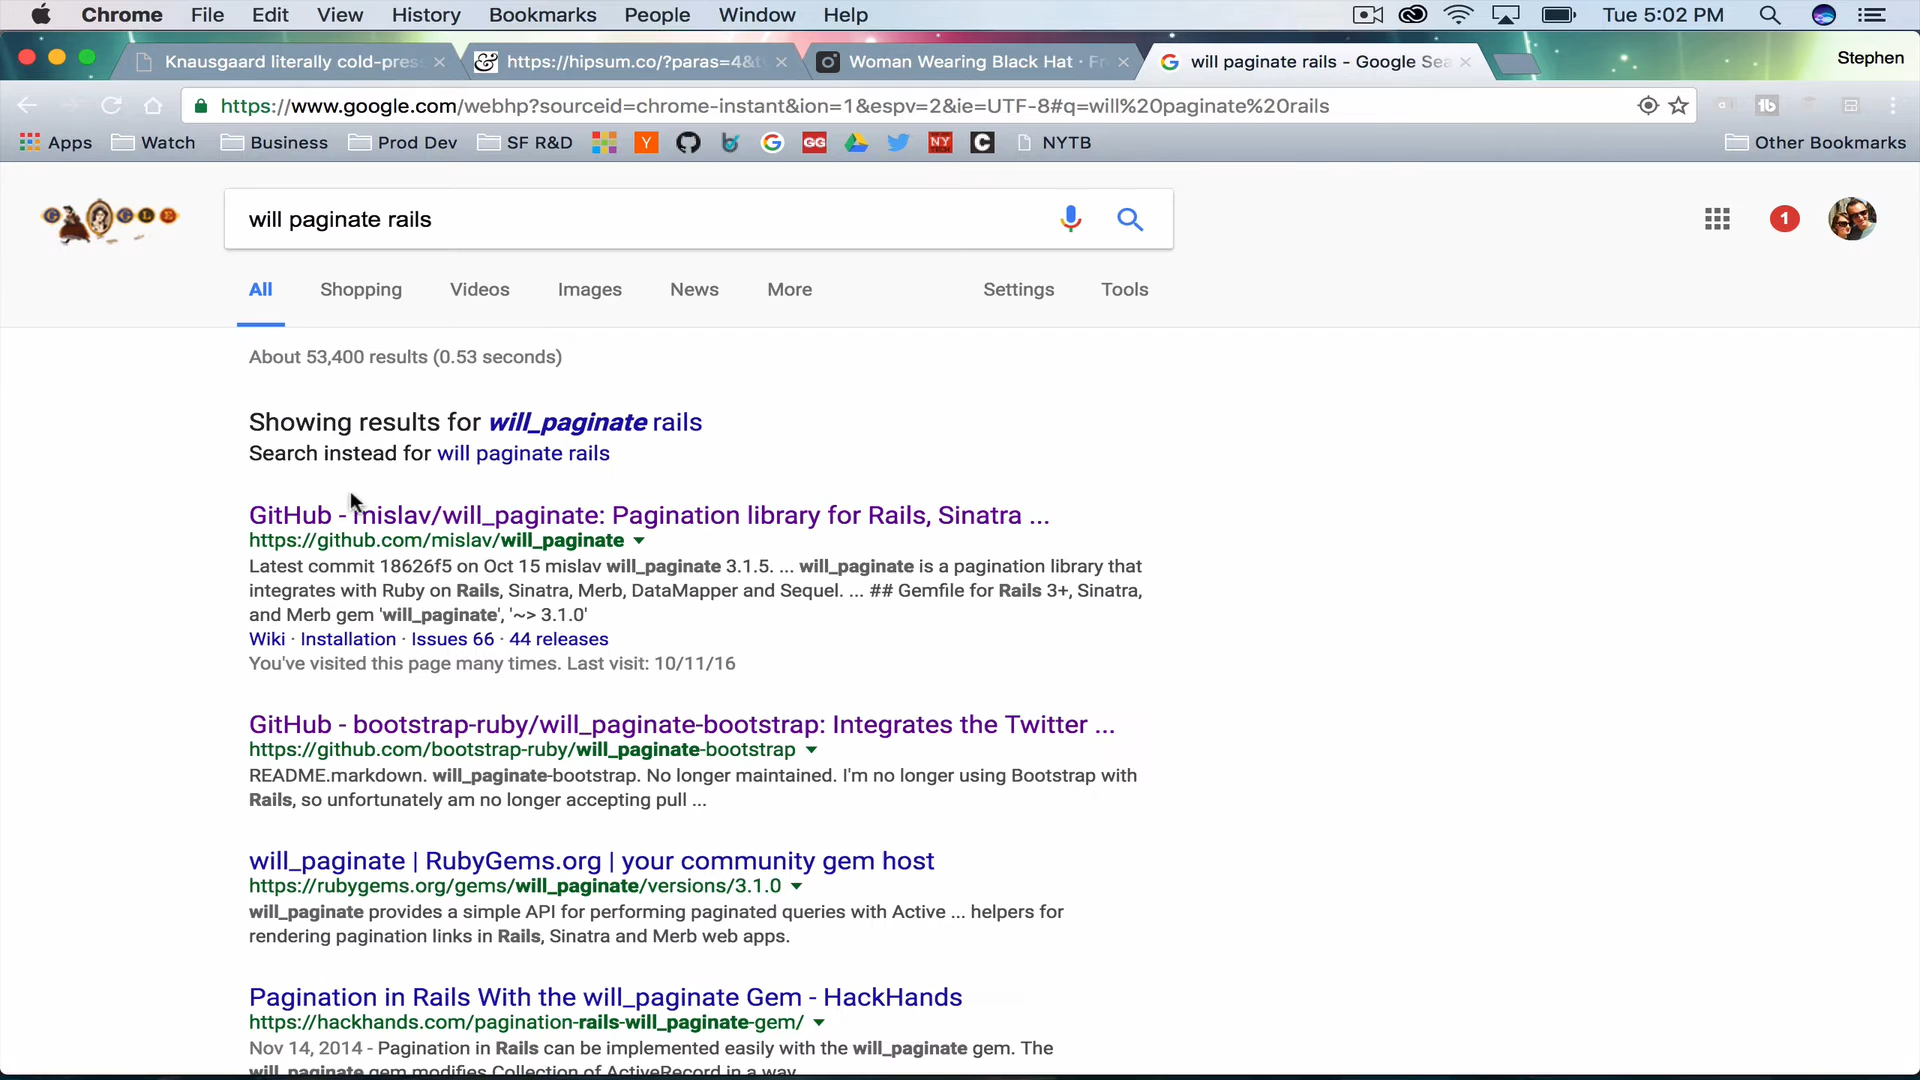 Chrome File Edit View History Bookmarks People Window Help Tue 5:02 PM
Knausgaard literally cold-pres https://hipsum.co/?paras=4&t Woman Wearing Black Hat · Fr will paginate rails - Google Sea Stephen
https://www.google.com/webhp?sourceid=chrome-instant&ion=1&espv=2&ie=UTF-8#q=will%20paginate%20rails
Apps Watch Business Prod Dev SF R&D Y G GG NY TECH C NYTB Other Bookmarks
GOOGLE will paginate rails 1
All Shopping Videos Images News More Settings Tools
About 53,400 results (0.53 seconds)
Showing results for will_paginate rails
Search instead for will paginate rails
GitHub - mislav/will_paginate: Pagination library for Rails, Sinatra ...
https://github.com/mislav/will_paginate
Latest commit 18626f5 on Oct 15 mislav will_paginate 3.1.5. ... will_paginate is a pagination library that
integrates with Ruby on Rails, Sinatra, Merb, DataMapper and Sequel. ... ## Gemfile for Rails 3+, Sinatra,
and Merb gem 'will_paginate', '~> 3.1.0'
Wiki · Installation · Issues 66 · 44 releases
You've visited this page many times. Last visit: 10/11/16
GitHub - bootstrap-ruby/will_paginate-bootstrap: Integrates the Twitter ...
https://github.com/bootstrap-ruby/will_paginate-bootstrap
README.markdown. will_paginate-bootstrap. No longer maintained. I'm no longer using Bootstrap with
Rails, so unfortunately am no longer accepting pull ...
will_paginate | RubyGems.org | your community gem host
https://rubygems.org/gems/will_paginate/versions/3.1.0
will_paginate provides a simple API for performing paginated queries with Active ... helpers for
rendering pagination links in Rails, Sinatra and Merb web apps.
Pagination in Rails With the will_paginate Gem - HackHands
https://hackhands.com/pagination-rails-will_paginate-gem/
Nov 14, 2014 - Pagination in Rails can be implemented easily with the will_paginate gem. The
will_paginate gem modifies Collection of ActiveRecord in a way